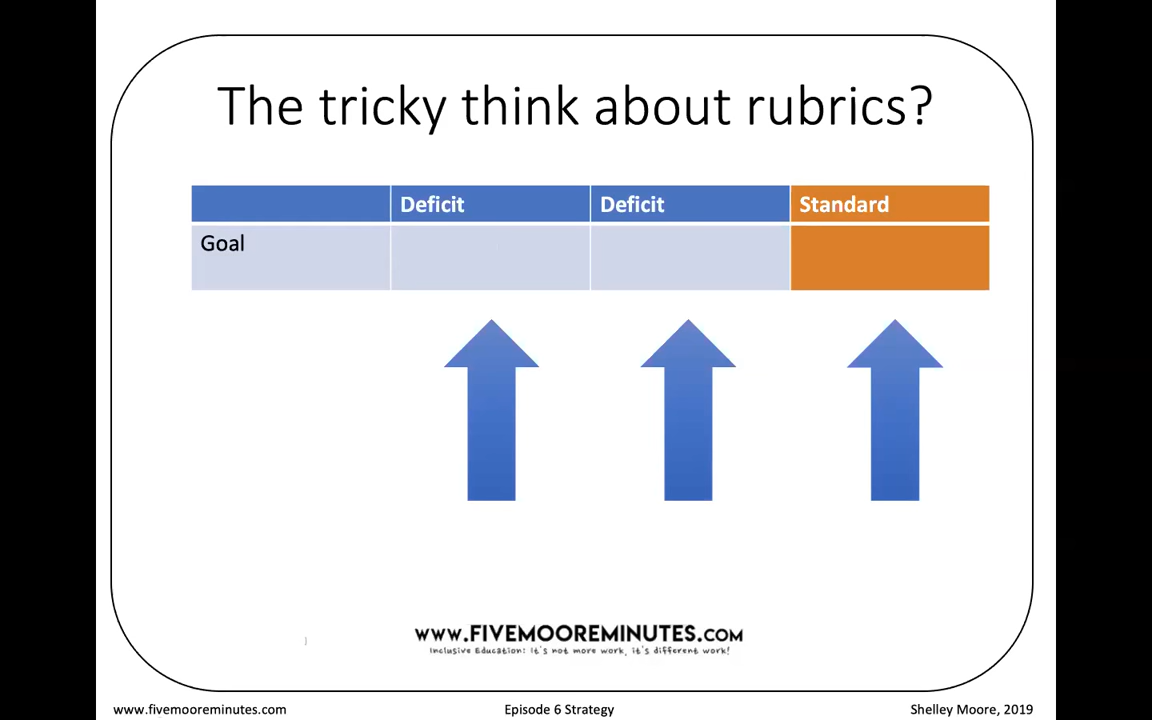 The tricky think about rubrics?
Deficit Deficit Standard
Goal
WWW.FIVEMOOREMINUTES.COM
Inclusive Education: It's not more work, it's different work!
www.fivemooreminutes.com Episode 6 Strategy Shelley Moore, 2019